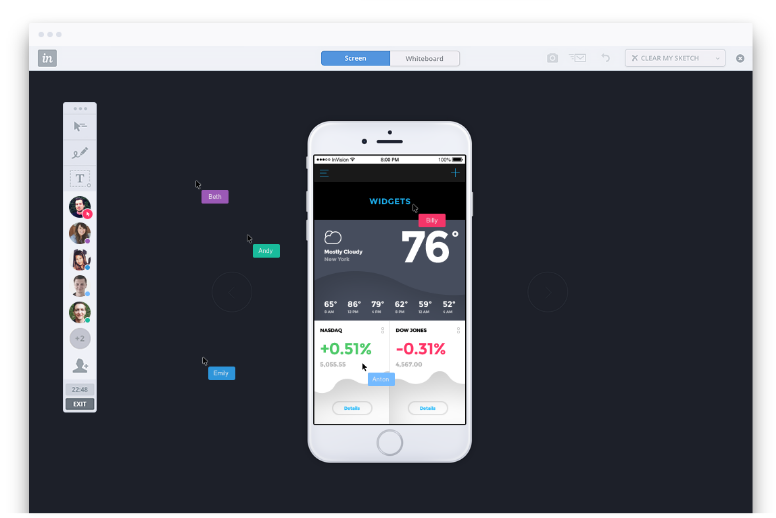 in
Screen
Whiteboard
CLEAR MY SKETCH
T
+2
22:48
EXIT
Beth
Andy
Emily
InVision
8:00 PM
100%
WIDGETS
Billy
Mostly Cloudy
New York
76°
65° 86° 79° 62° 59° 52°
NASDAQ
+0.51%
5,055.55
DOW JONES
-0.31%
4,567.00
Details
Details